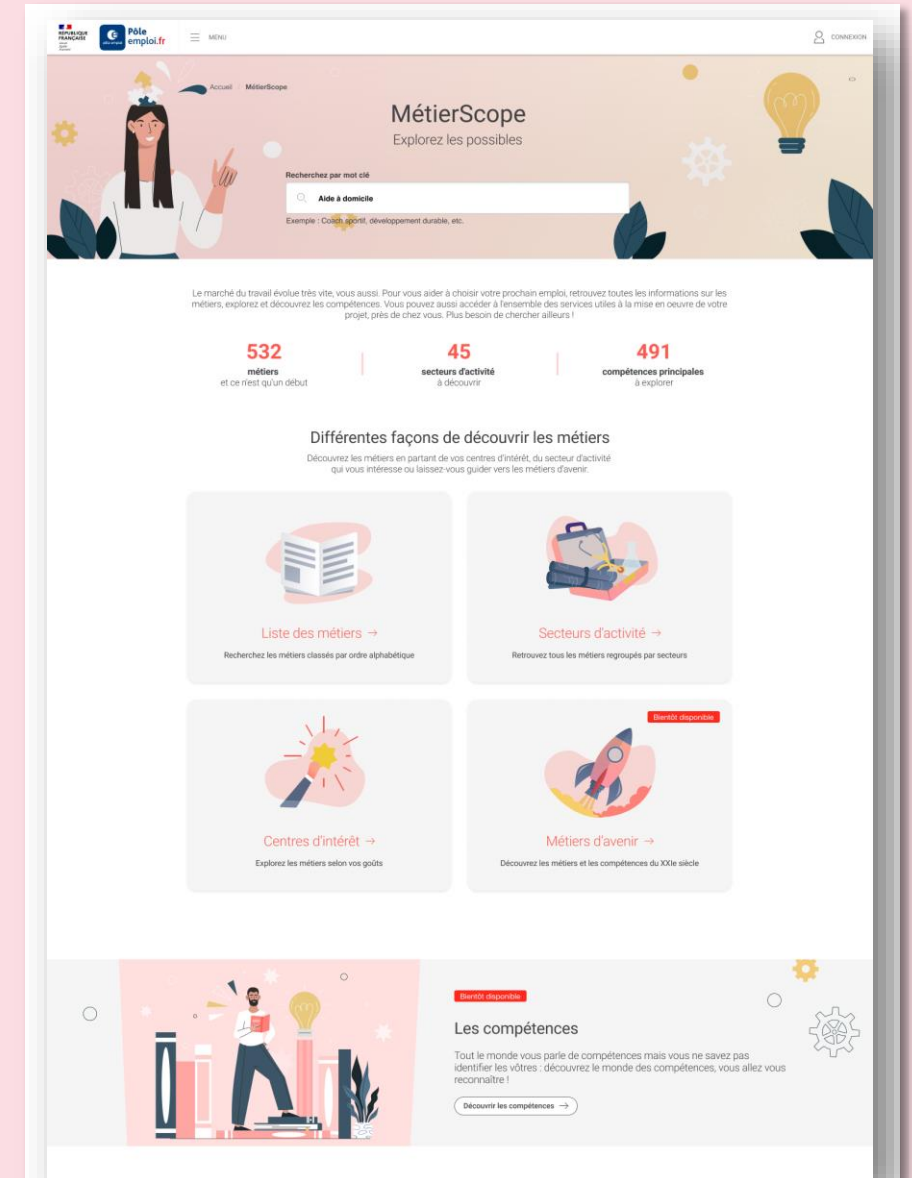 RÉPUBLIQUE
FRANÇAISE
pôle emploi
Pôle
emploi.fr
MENU
CONNEXION
Accueil
MétierScope
MétierScope
Explorez les possibles
Recherchez par mot clé
Aide à domicile
Exemple : Coach sportif, développement durable, etc.
Le marché du travail évolue très vite, vous aussi. Pour vous aider à choisir votre prochain emploi, retrouvez toutes les informations sur les
métiers, explorez et découvrez les compétences. Vous pouvez aussi accéder à l'ensemble des services utiles à la mise en oeuvre de votre
projet, près de chez vous. Plus besoin de chercher ailleurs !
532
métiers
et ce n'est qu'un début
45
secteurs d'activité
à découvrir
491
compétences principales
à explorer
Différentes façons de découvrir les métiers
Découvrez les métiers en partant de vos centres d'intérêt, du secteur d'activité
qui vous intéresse ou laissez-vous guider vers les métiers d'avenir.
Liste des métiers →
Recherchez les métiers classés par ordre alphabétique
Secteurs d'activité →
Retrouvez tous les métiers regroupés par secteurs
Centres d'intérêt →
Explorez les métiers selon vos goûts
Bientôt disponible
Métiers d'avenir →
Découvrez les métiers et les compétences du XXIe siècle
Bientôt disponible
Les compétences
Tout le monde vous parle de compétences mais vous ne savez pas
identifier les vôtres : découvrez le monde des compétences, vous allez vous
reconnaître !
Découvrir les compétences →